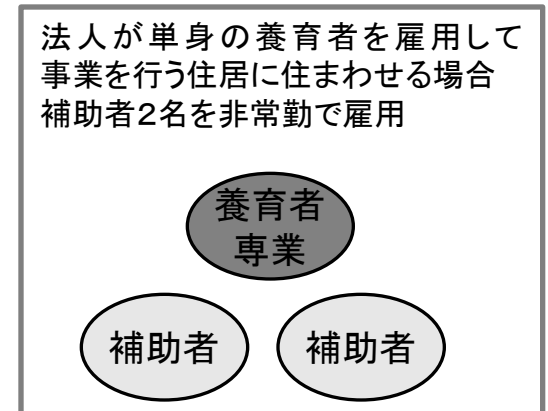 法人が単身の養育者を雇用して
事業を行う住居に住まわせる場合
補助者2名を非常勤で雇用
養育者
専業
補助者
補助者